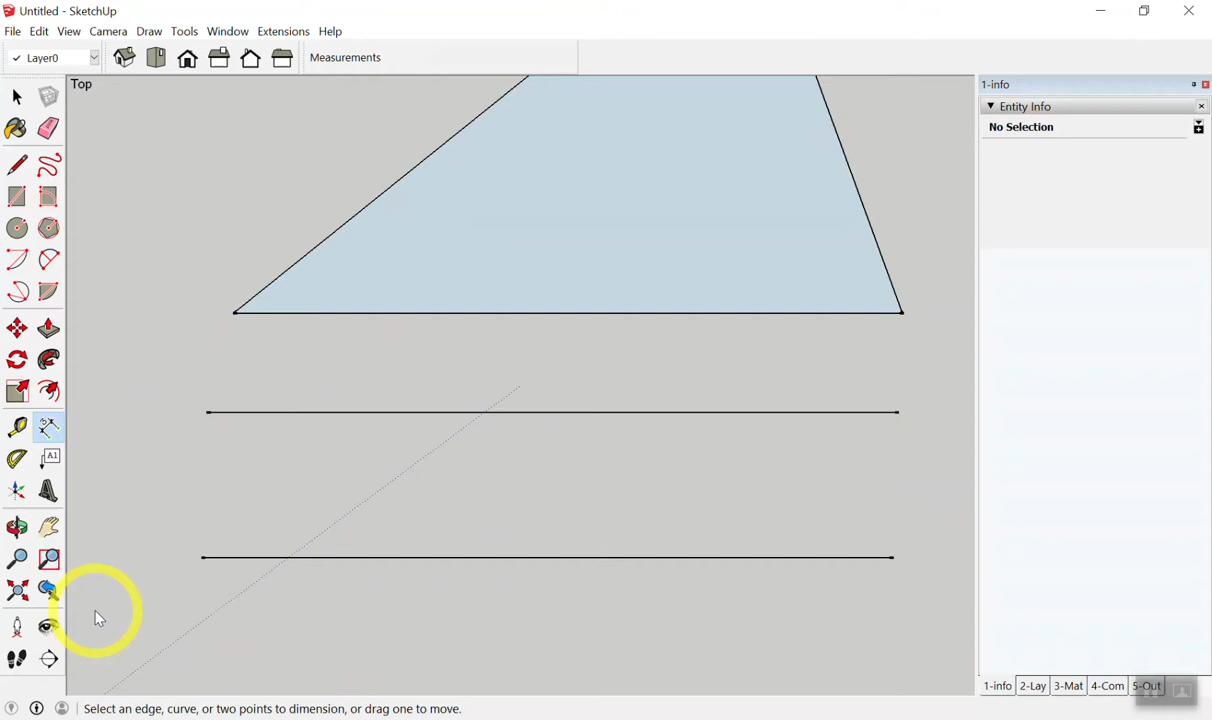 Untitled - SketchUp
File Edit View Camera Draw Tools Window Extensions Help
Layer0
Measurements
Top
1-info
Entity Info
No Selection
A1
1-info 2-Lay 3-Mat 4-Com 5-Out
Select an edge, curve, or two points to dimension, or drag one to move.